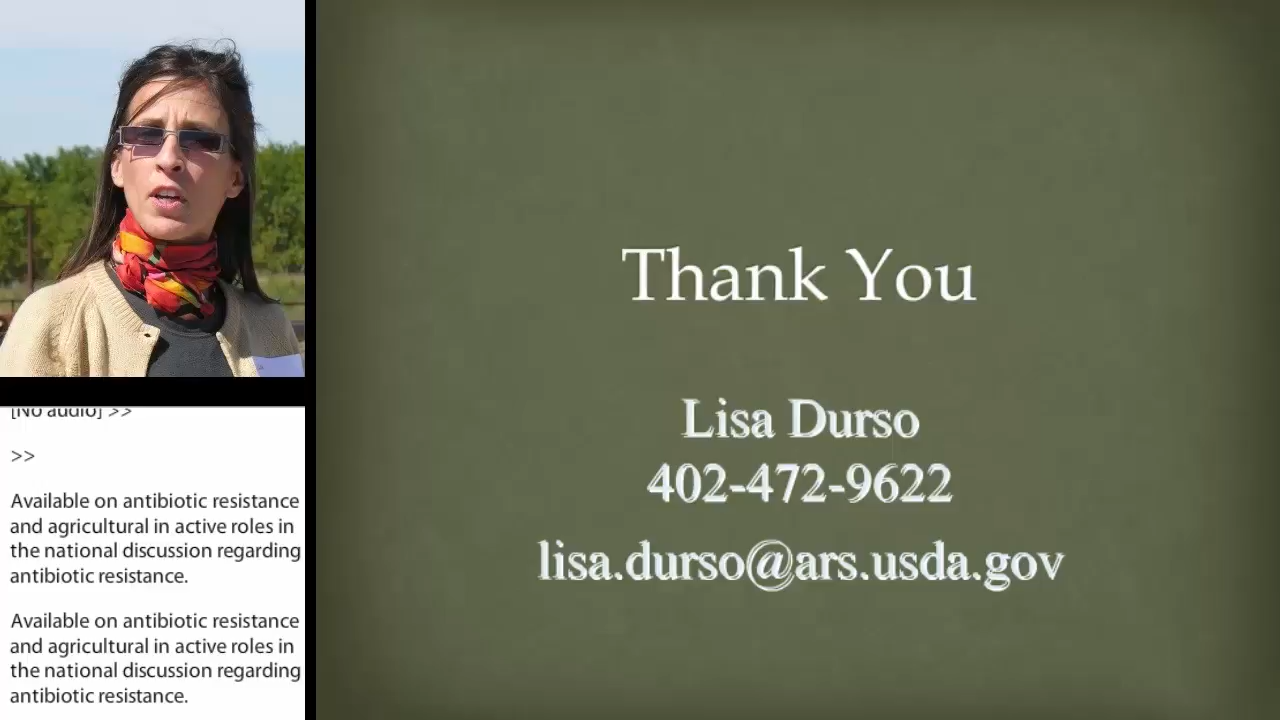 [No audio] >>
>>
Available on antibiotic resistance
and agricultural in active roles in
the national discussion regarding
antibiotic resistance.
Available on antibiotic resistance
and agricultural in active roles in
the national discussion regarding
antibiotic resistance.
Thank You
Lisa Durso
402-472-9622
lisa.durso@ars.usda.gov